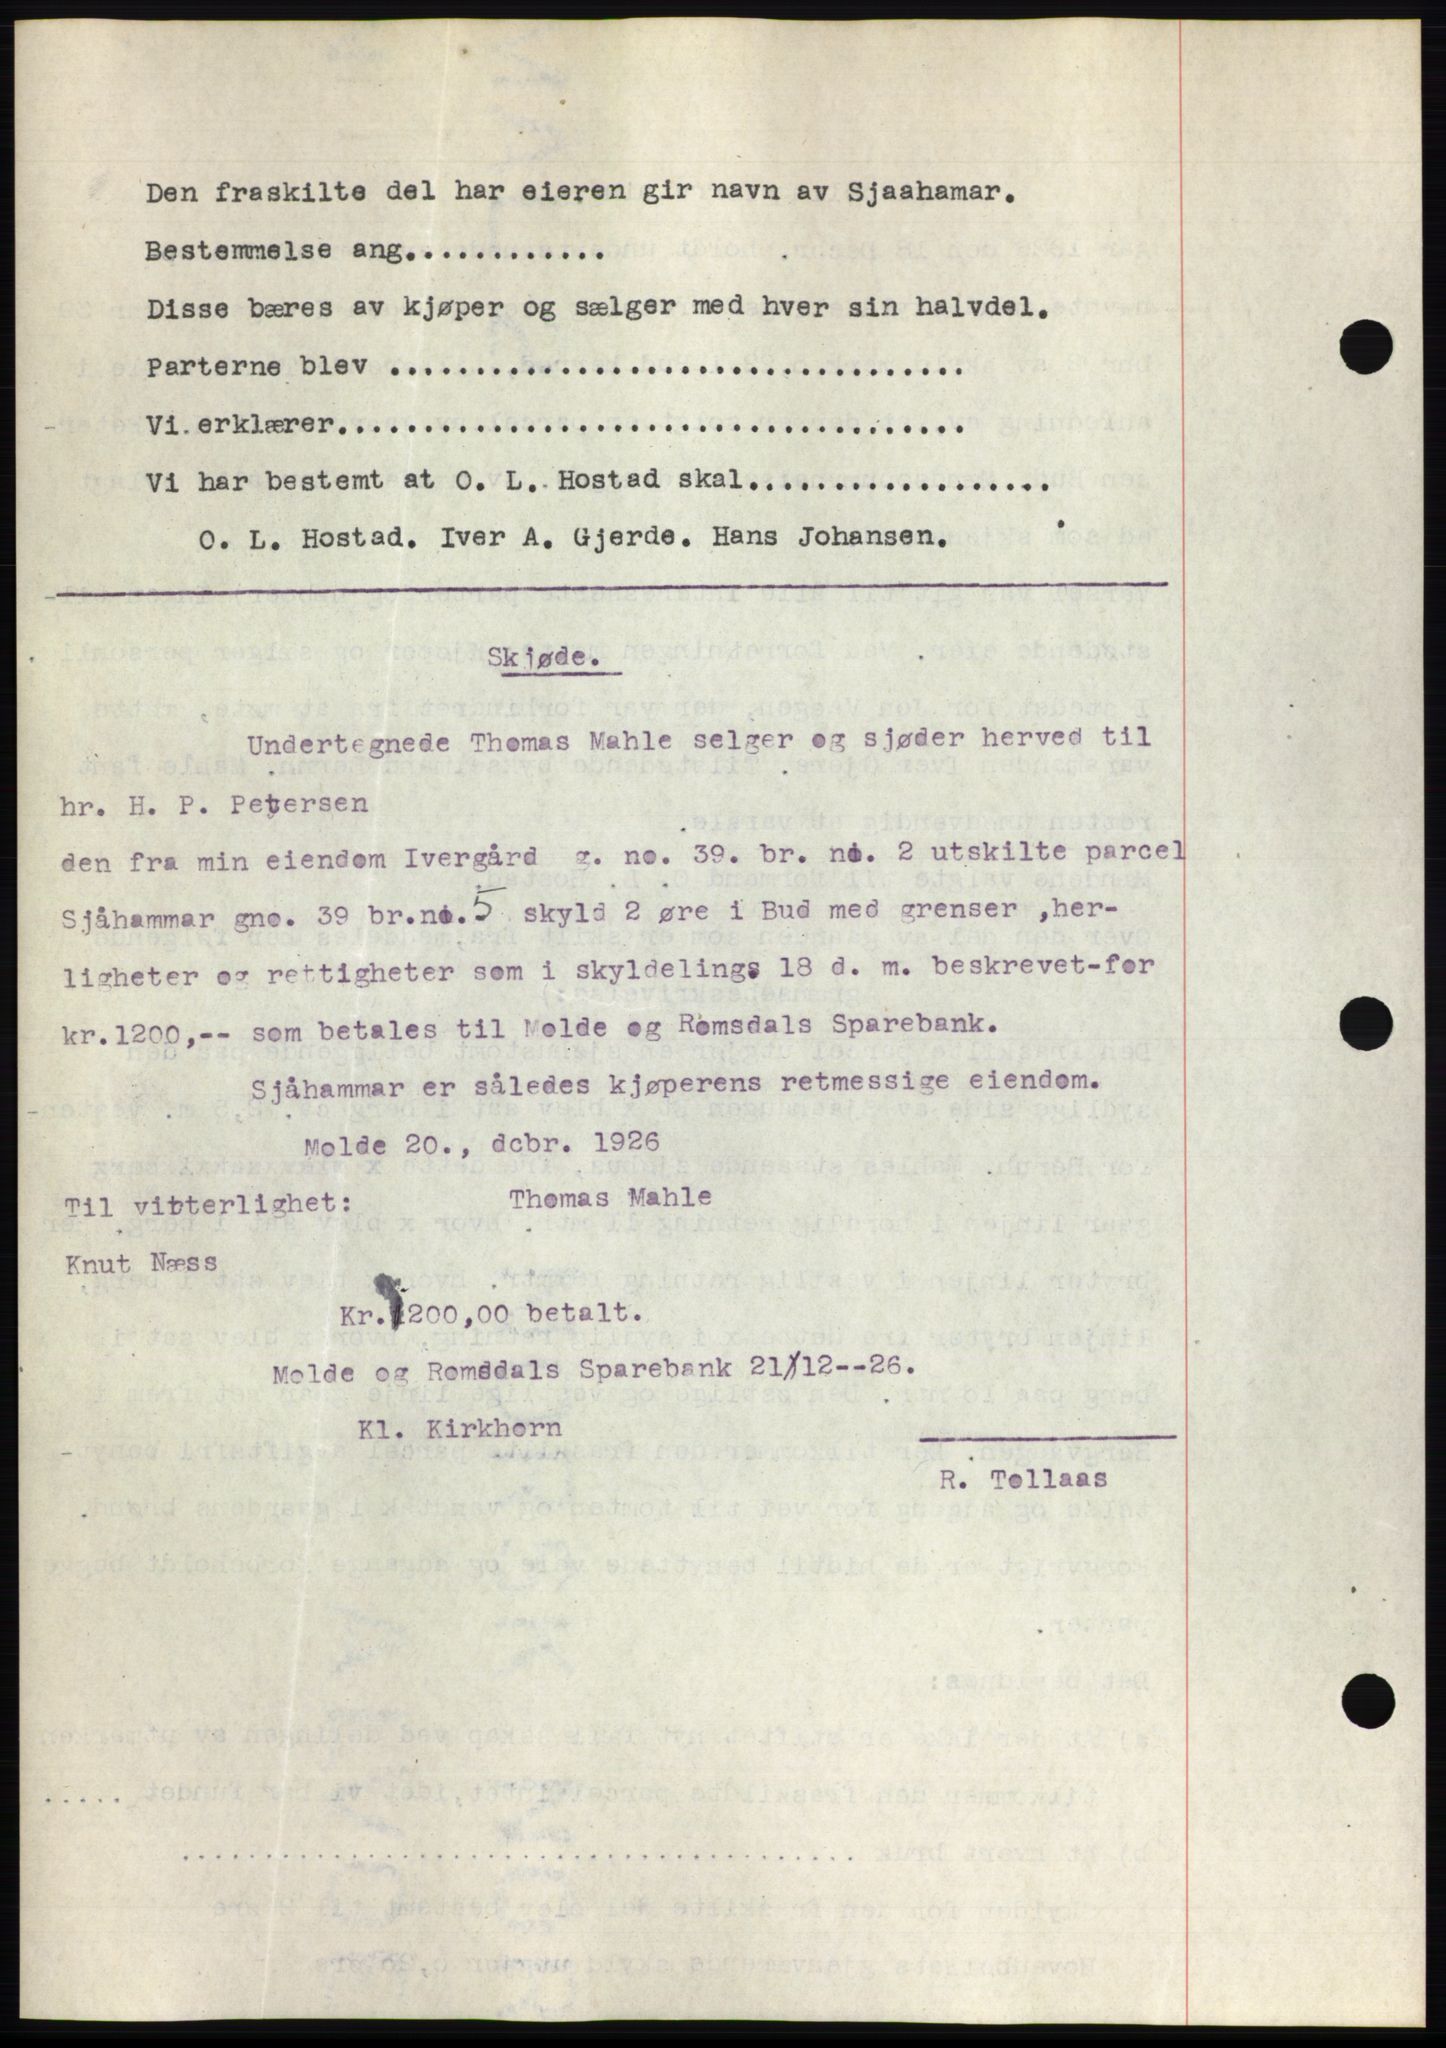 Den fraskilte del har eieren gir navn av Sjaahamar.
Bestemmelse ang............
Disse bæres av kjøper og sælger med hver sin halvdel.
Parterne blev ..................................
Vi erklærer.....................................
Vi har bestemt at O. L. Hostad skal..................
O. L. Hostad. Iver A. Gjerde. Hans Johansen.
Skjøde.
Undertegnede Thomas Mahle selger og sjøder herved til
hr. H. P. Petersen
den fra min eiendom Ivergård g. no. 39. br. no. 2 utskilte parcel
Sjåhammar gno. 39 br.no. 5 skyld 2 øre i Bud med grenser ,her-
ligheter og rettigheter som i skyldelings 18 d. m. beskrevet-for
kr.1200,-- som betales til Molde og Romsdals Sparebank.
Sjåhammar er således kjøperens retmessige eiendom.
Molde 20., dcbr. 1926
Til vitterlighet: Thomas Mahle
Knut Næss
Kr.1200,00 betalt.
Molde og Romsdals Sparebank 21/12--26.
Kl. Kirkhorn
R. Tollaas